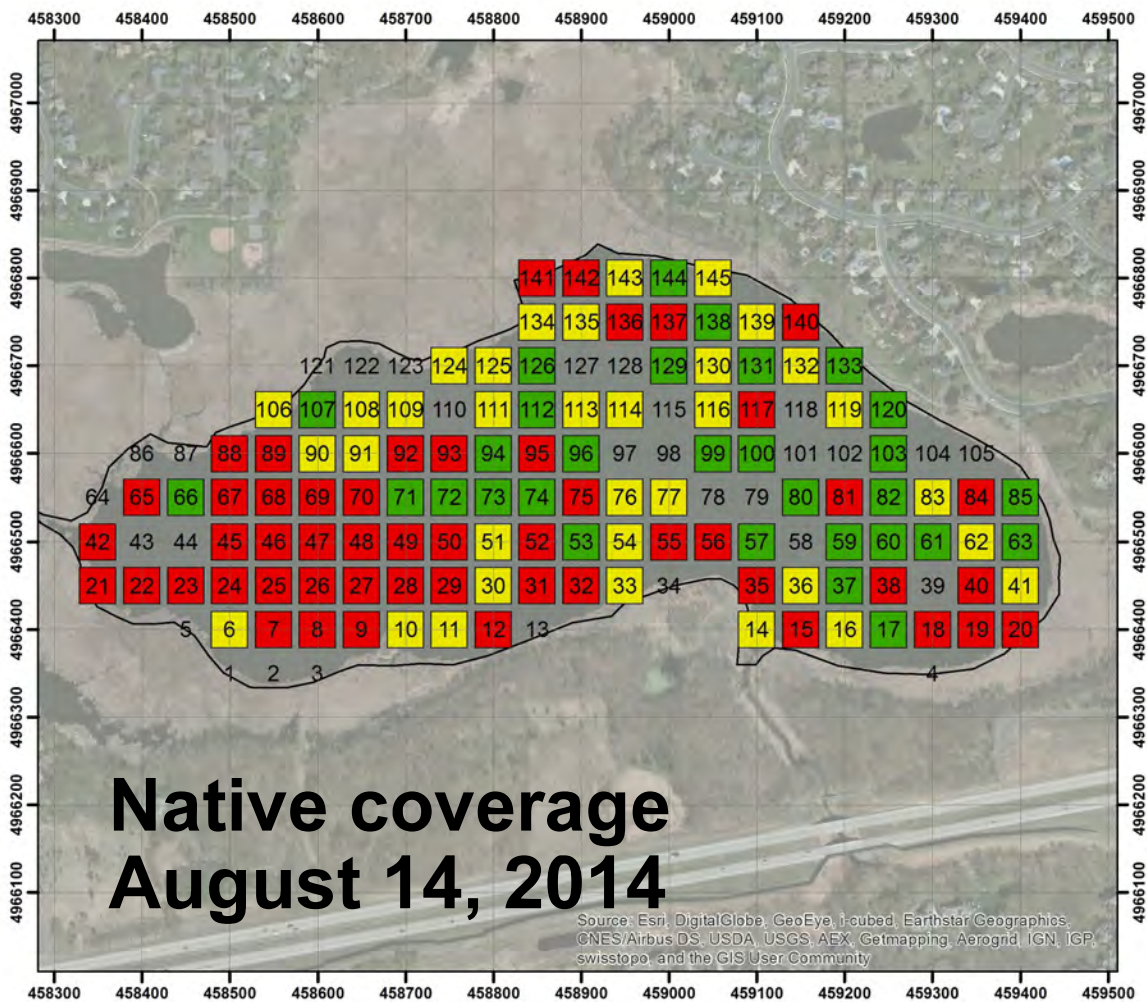 458300 458400 458500 458600 458700 458800 458900 459000 459100 459200 459300 459400 459500
4967000 4967000
4966900 4966900
4966800 141 142 143 144 145 4966800
134 135 136 137 138 139 140
4966700 121 122 123 124 125 126 127 128 129 130 131 132 133 4966700
106 107 108 109 110 111 112 113 114 115 116 117 118 119 120
4966600 86 87 88 89 90 91 92 93 94 95 96 97 98 99 100 101 102 103 104 105 4966600
64 65 66 67 68 69 70 71 72 73 74 75 76 77 78 79 80 81 82 83 84 85
4966500 42 43 44 45 46 47 48 49 50 51 52 53 54 55 56 57 58 59 60 61 62 63 4966500
21 22 23 24 25 26 27 28 29 30 31 32 33 34 35 36 37 38 39 40 41
4966400 5 6 7 8 9 10 11 12 13 14 15 16 17 18 19 20 4966400
1 2 3 4
4966300 4966300
4966200 4966200
4966100 4966100
Native coverage
August 14, 2014
Source: Esri, DigitalGlobe, GeoEye, i-cubed, Earthstar Geographics,
CNES/Airbus DS, USDA, USGS, AEX, Getmapping, Aerogrid, IGN, IGP,
swisstopo, and the GIS User Community
458300 458400 458500 458600 458700 458800 458900 459000 459100 459200 459300 459400 459500